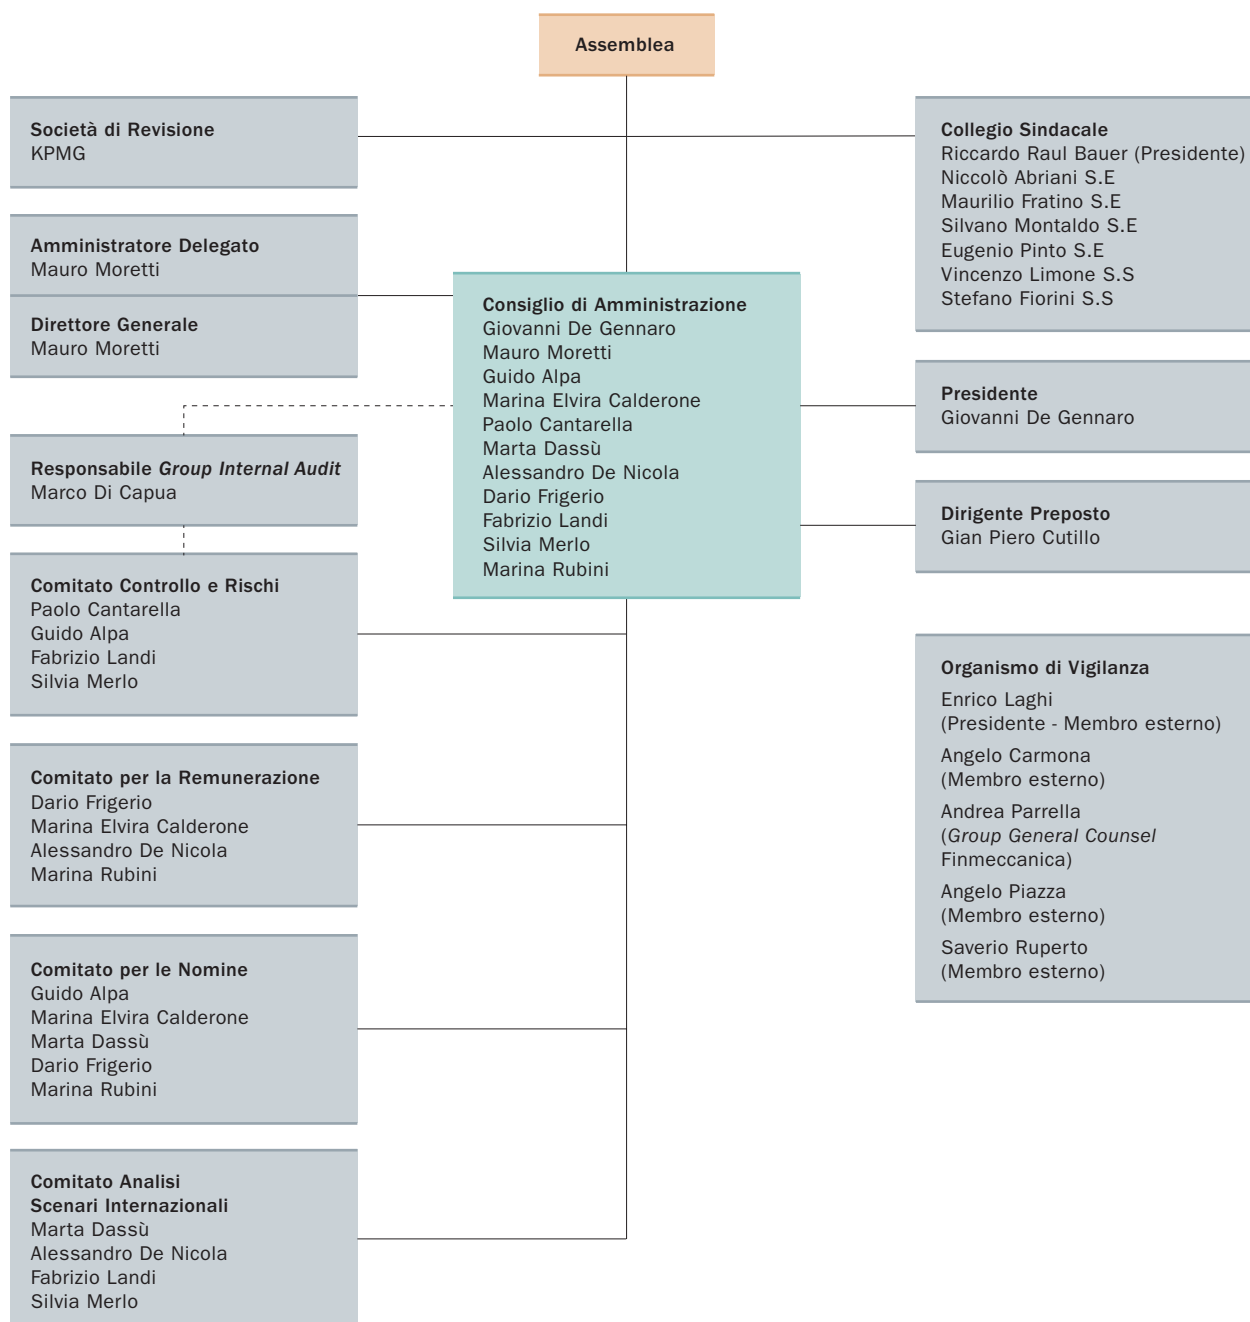 Assemblea
Società di Revisione
KPMG
Collegio Sindacale
Riccardo Raul Bauer (Presidente)
Niccolò Abriani S.E
Maurilio Fratino S.E
Silvano Montaldo S.E
Eugenio Pinto S.E
Vincenzo Limone S.S
Stefano Fiorini S.S
Amministratore Delegato
Mauro Moretti
Direttore Generale
Mauro Moretti
Consiglio di Amministrazione
Giovanni De Gennaro
Mauro Moretti
Guido Alpa
Marina Elvira Calderone
Paolo Cantarella
Marta Dassù
Alessandro De Nicola
Dario Frigerio
Fabrizio Landi
Silvia Merlo
Marina Rubini
Presidente
Giovanni De Gennaro
Responsabile Group Internal Audit
Marco Di Capua
Dirigente Preposto
Gian Piero Cutillo
Comitato Controllo e Rischi
Paolo Cantarella
Guido Alpa
Fabrizio Landi
Silvia Merlo
Organismo di Vigilanza
Enrico Laghi
(Presidente - Membro esterno)
Angelo Carmona
(Membro esterno)
Andrea Parrella
(Group General Counsel
Finmeccanica)
Angelo Piazza
(Membro esterno)
Saverio Ruperto
(Membro esterno)
Comitato per la Remunerazione
Dario Frigerio
Marina Elvira Calderone
Alessandro De Nicola
Marina Rubini
Comitato per le Nomine
Guido Alpa
Marina Elvira Calderone
Marta Dassù
Dario Frigerio
Marina Rubini
Comitato Analisi
Scenari Internazionali
Marta Dassù
Alessandro De Nicola
Fabrizio Landi
Silvia Merlo